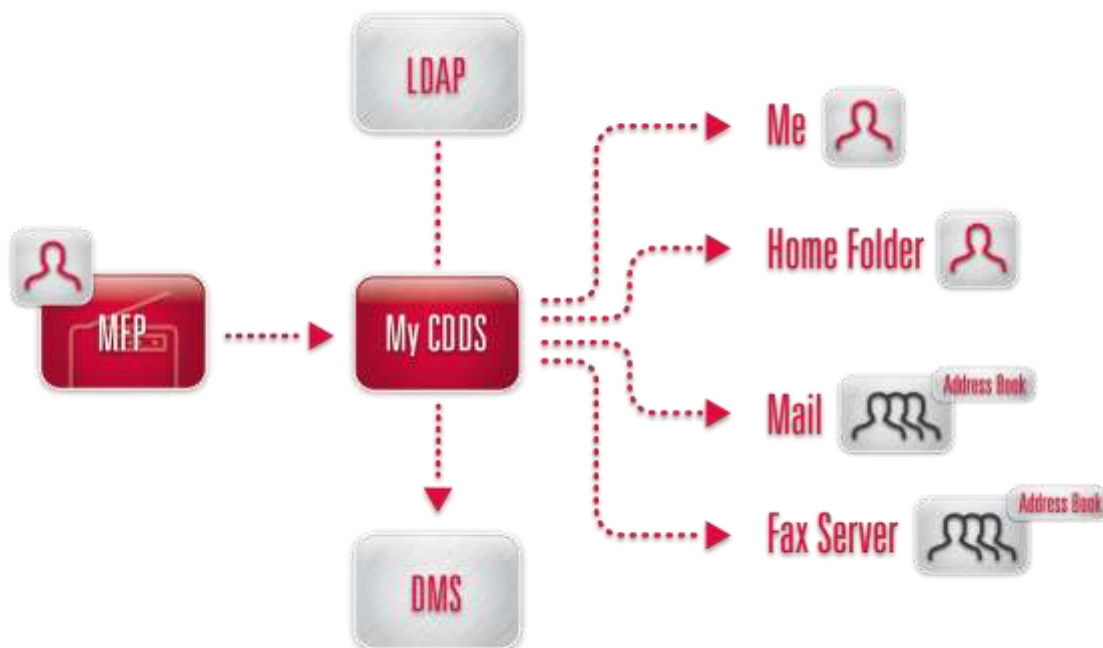 LDAP
Me
Home Folder
MFP
My CDDS
Address Book
Mail
Address Book
Fax Server
DMS